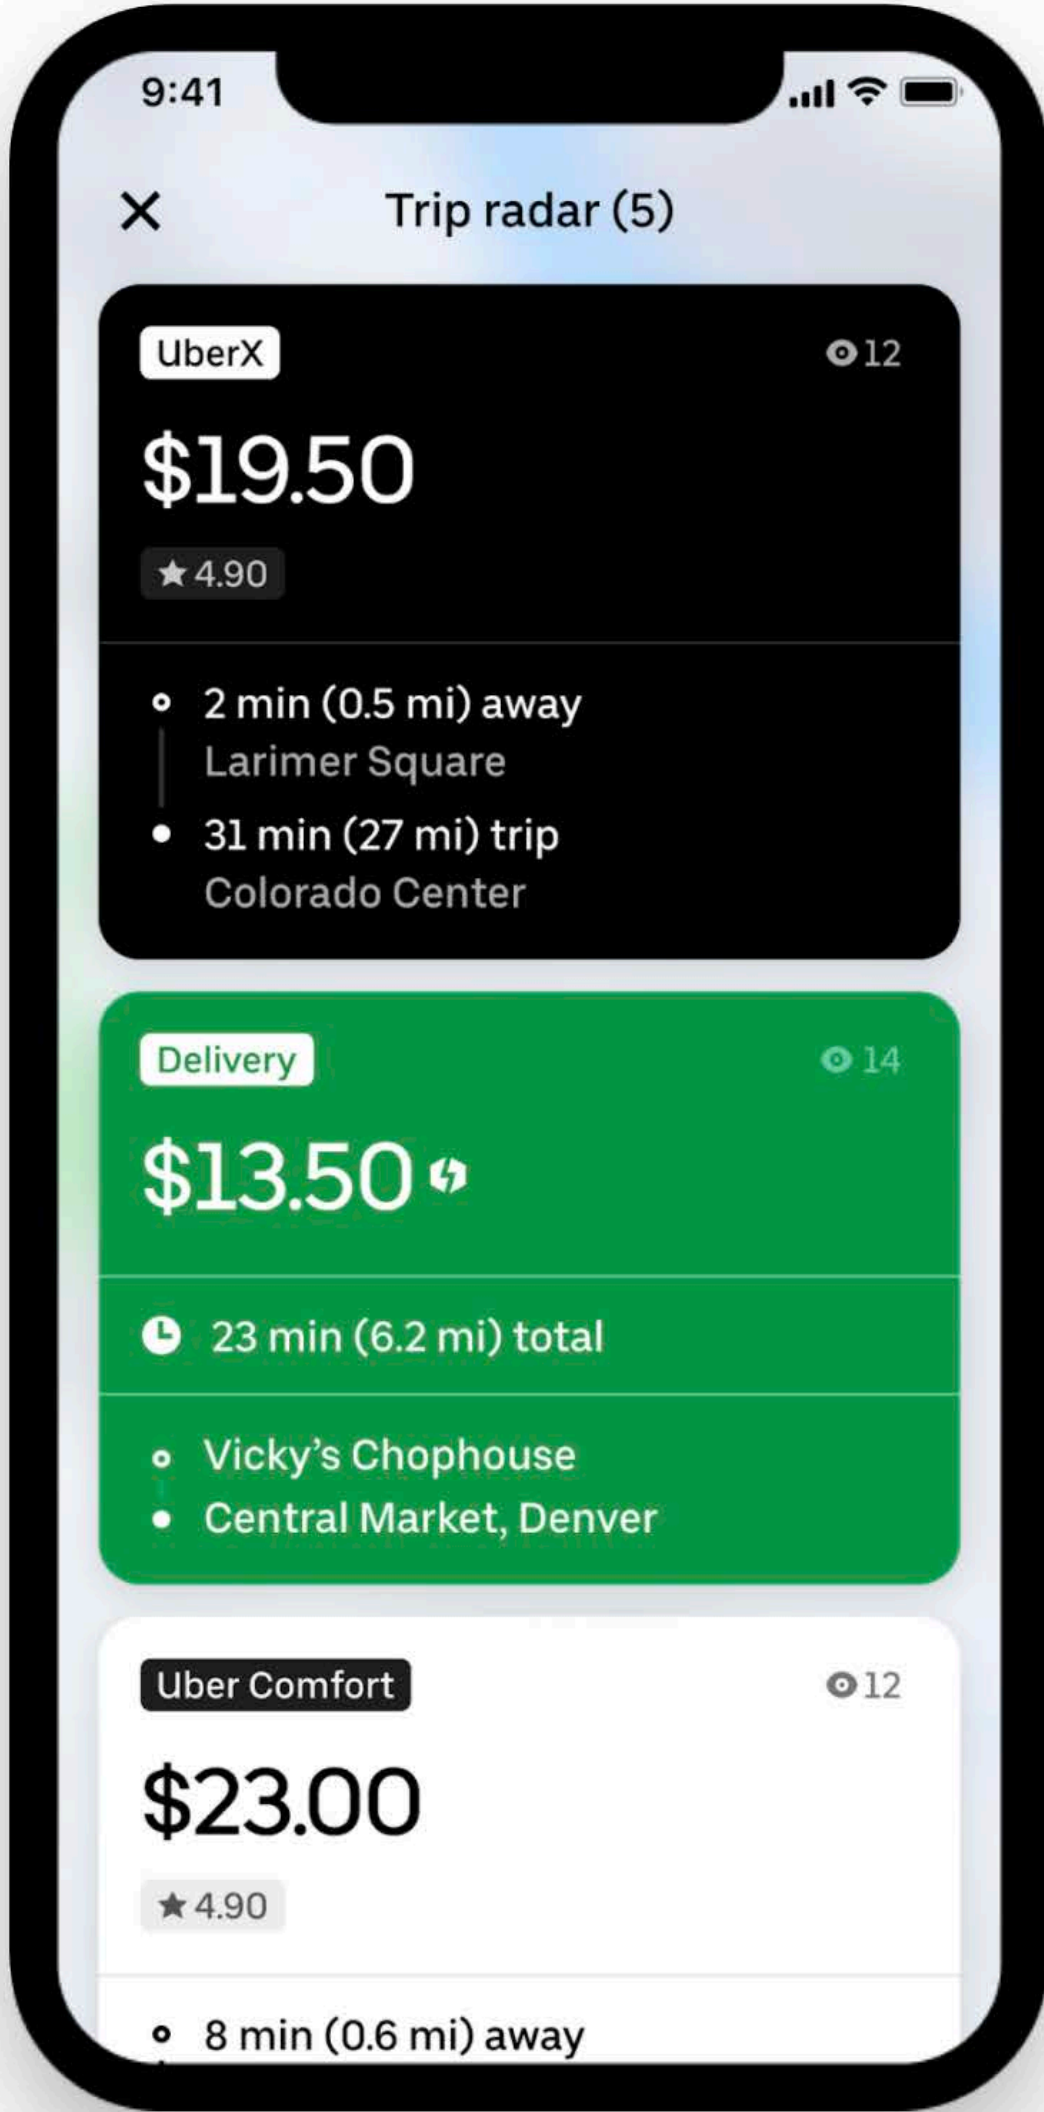 9:41
Trip radar (5)
UberX
12
$19.50
4.90
2 min (0.5 mi) away
Larimer Square
31 min (27 mi) trip
Colorado Center
Delivery
14
$13.50
23 min (6.2 mi) total
Vicky's Chophouse
Central Market, Denver
Uber Comfort
12
$23.00
4.90
8 min (0.6 mi) away